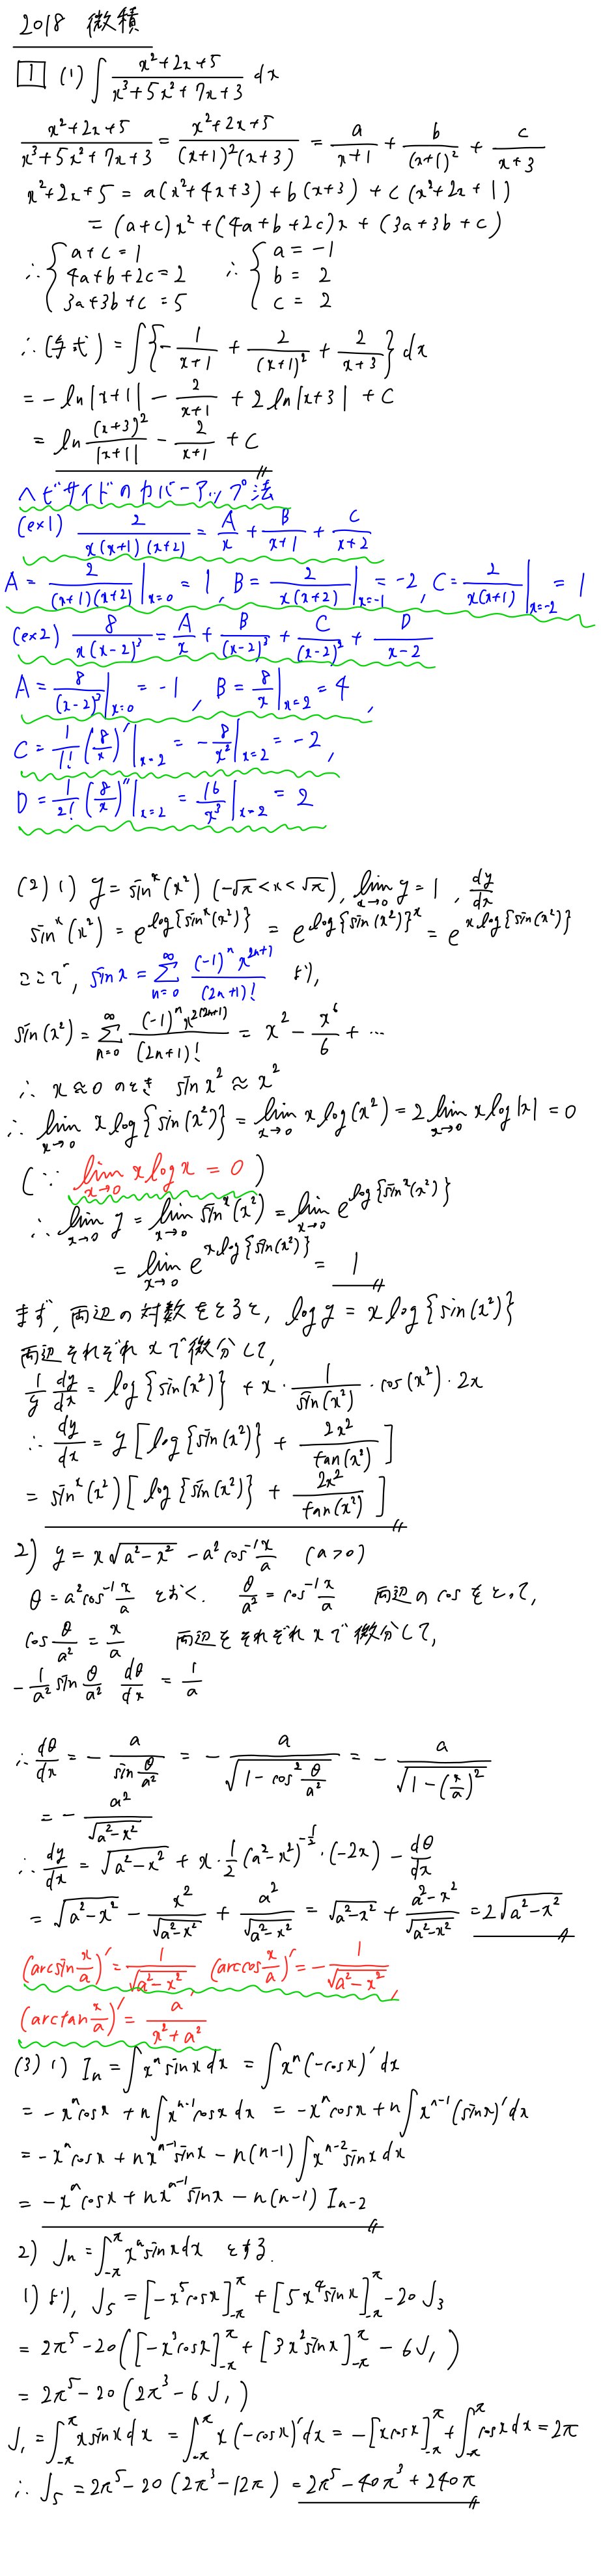 2018 微積
1 (1) ∫ (x²+2x+5)/(x³+5x²+7x+3) dx
(x²+2x+5)/(x³+5x²+7x+3) = (x²+2x+5)/((x+1)²(x+3)) = a/(x+1) + b/(x+1)² + c/(x+3)
x²+2x+5 = a(x²+4x+3) + b(x+3) + c(x²+2x+1)
= (a+c)x² + (4a+b+2c)x + (3a+3b+c)
∴ { a+c=1, 4a+b+2c=2, 3a+3b+c=5 ∴ { a=-1, b=2, c=2
∴ (与式) = ∫{-1/(x+1) + 2/(x+1)² + 2/(x+3)} dx
= -ln|x+1| - 2/(x+1) + 2ln|x+3| + C
= ln (x+3)²/|x+1| - 2/(x+1) + C
ヘビサイドのカバーアップ法
(ex1) 2/(x(x+1)(x+2)) = A/x + B/(x+1) + C/(x+2)
A = 2/((x+1)(x+2))|x=0 = 1, B = 2/(x(x+2))|x=-1 = -2, C = 2/(x(x+1))|x=-2 = 1
(ex2) 8/(x(x-2)³) = A/x + B/(x-2)³ + C/(x-2)² + D/(x-2)
A = 8/(x-2)³|x=0 = -1, B = 8/x|x=2 = 4,
C = 1/1! (8/x)'|x=2 = -8/x²|x=2 = -2,
D = 1/2! (8/x)''|x=2 = 16/x³|x=2 = 2
(2) 1) y = sinˣ(x²) (-√π<x<√π), lim x→0 y = 1, dy/dx
sinˣ(x²) = e^log{sinˣ(x²)} = e^log{sin(x²)}ˣ = e^x log{sin(x²)}
ここで, sin x = Σ n=0 ∞ (-1)ⁿx²ⁿ⁺¹/(2n+1)! より,
sin(x²) = Σ n=0 ∞ (-1)ⁿx^2(2n+1)/(2n+1)! = x² - x⁶/6 + …
∴ x≈0 のとき sin x² ≈ x²
∴ lim x→0 x log{sin(x²)} = lim x→0 x log(x²) = 2 lim x→0 x log|x| = 0
(∵ lim x→0 x log x = 0)
∴ lim x→0 y = lim x→0 sinˣ(x²) = lim x→0 e^log{sinˣ(x²)}
= lim x→0 e^x log{sin(x²)} = 1
まず, 両辺の対数をとると, log y = x log{sin(x²)}
両辺それぞれxで微分して,
1/y dy/dx = log{sin(x²)} + x · 1/sin(x²) · cos(x²) · 2x
∴ dy/dx = y[log{sin(x²)} + 2x²/tan(x²)]
= sinˣ(x²)[log{sin(x²)} + 2x²/tan(x²)]
2) y = x√(a²-x²) - a² cos⁻¹ x/a (a>0)
θ = a² cos⁻¹ x/a とおく. θ/a² = cos⁻¹ x/a 両辺のcosをとって,
cos θ/a² = x/a 両辺をそれぞれxで微分して,
-1/a² sin θ/a² dθ/dx = 1/a
∴ dθ/dx = - a/sin(θ/a²) = - a/√(1-cos² θ/a²) = - a/√(1-(x/a)²)
= - a²/√(a²-x²)
∴ dy/dx = √(a²-x²) + x · 1/2 (a²-x²)^(-1/2) · (-2x) - dθ/dx
= √(a²-x²) - x²/√(a²-x²) + a²/√(a²-x²) = √(a²-x²) + (a²-x²)/√(a²-x²) = 2√(a²-x²)
(arcsin x/a)' = 1/√(a²-x²), (arccos x/a)' = -1/√(a²-x²),
(arctan x/a)' = a/(x²+a²)
(3) 1) Iₙ = ∫xⁿ sin x dx = ∫xⁿ(-cos x)' dx
= -xⁿcos x + n∫xⁿ⁻¹cos x dx = -xⁿcos x + n∫xⁿ⁻¹(sin x)' dx
= -xⁿcos x + nxⁿ⁻¹sin x - n(n-1)∫xⁿ⁻²sin x dx
= -xⁿcos x + nxⁿ⁻¹sin x - n(n-1) Iₙ₋₂
2) Jₙ = ∫_{-π}^{π} xⁿ sin x dx とする.
1)より, J₅ = [-x⁵cos x]_{-π}^{π} + [5x⁴sin x]_{-π}^{π} - 20J₃
= 2π⁵ - 20([-x³cos x]_{-π}^{π} + [3x²sin x]_{-π}^{π} - 6J₁)
= 2π⁵ - 20(2π³ - 6J₁)
J₁ = ∫_{-π}^{π} x sin x dx = ∫_{-π}^{π} x(-cos x)' dx = -[x cos x]_{-π}^{π} + ∫_{-π}^{π} cos x dx = 2π
∴ J₅ = 2π⁵ - 20(2π³ - 12π) = 2π⁵ - 40π³ + 240π